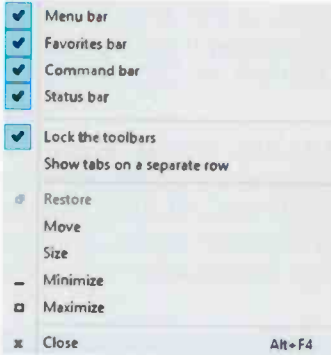 Menu bar
Favorites bar
Command bar
Status bar
Lock the toolbars
Show tabs on a separate row
Restore
Move
Size
Minimize
Maximize
Close Alt+F4